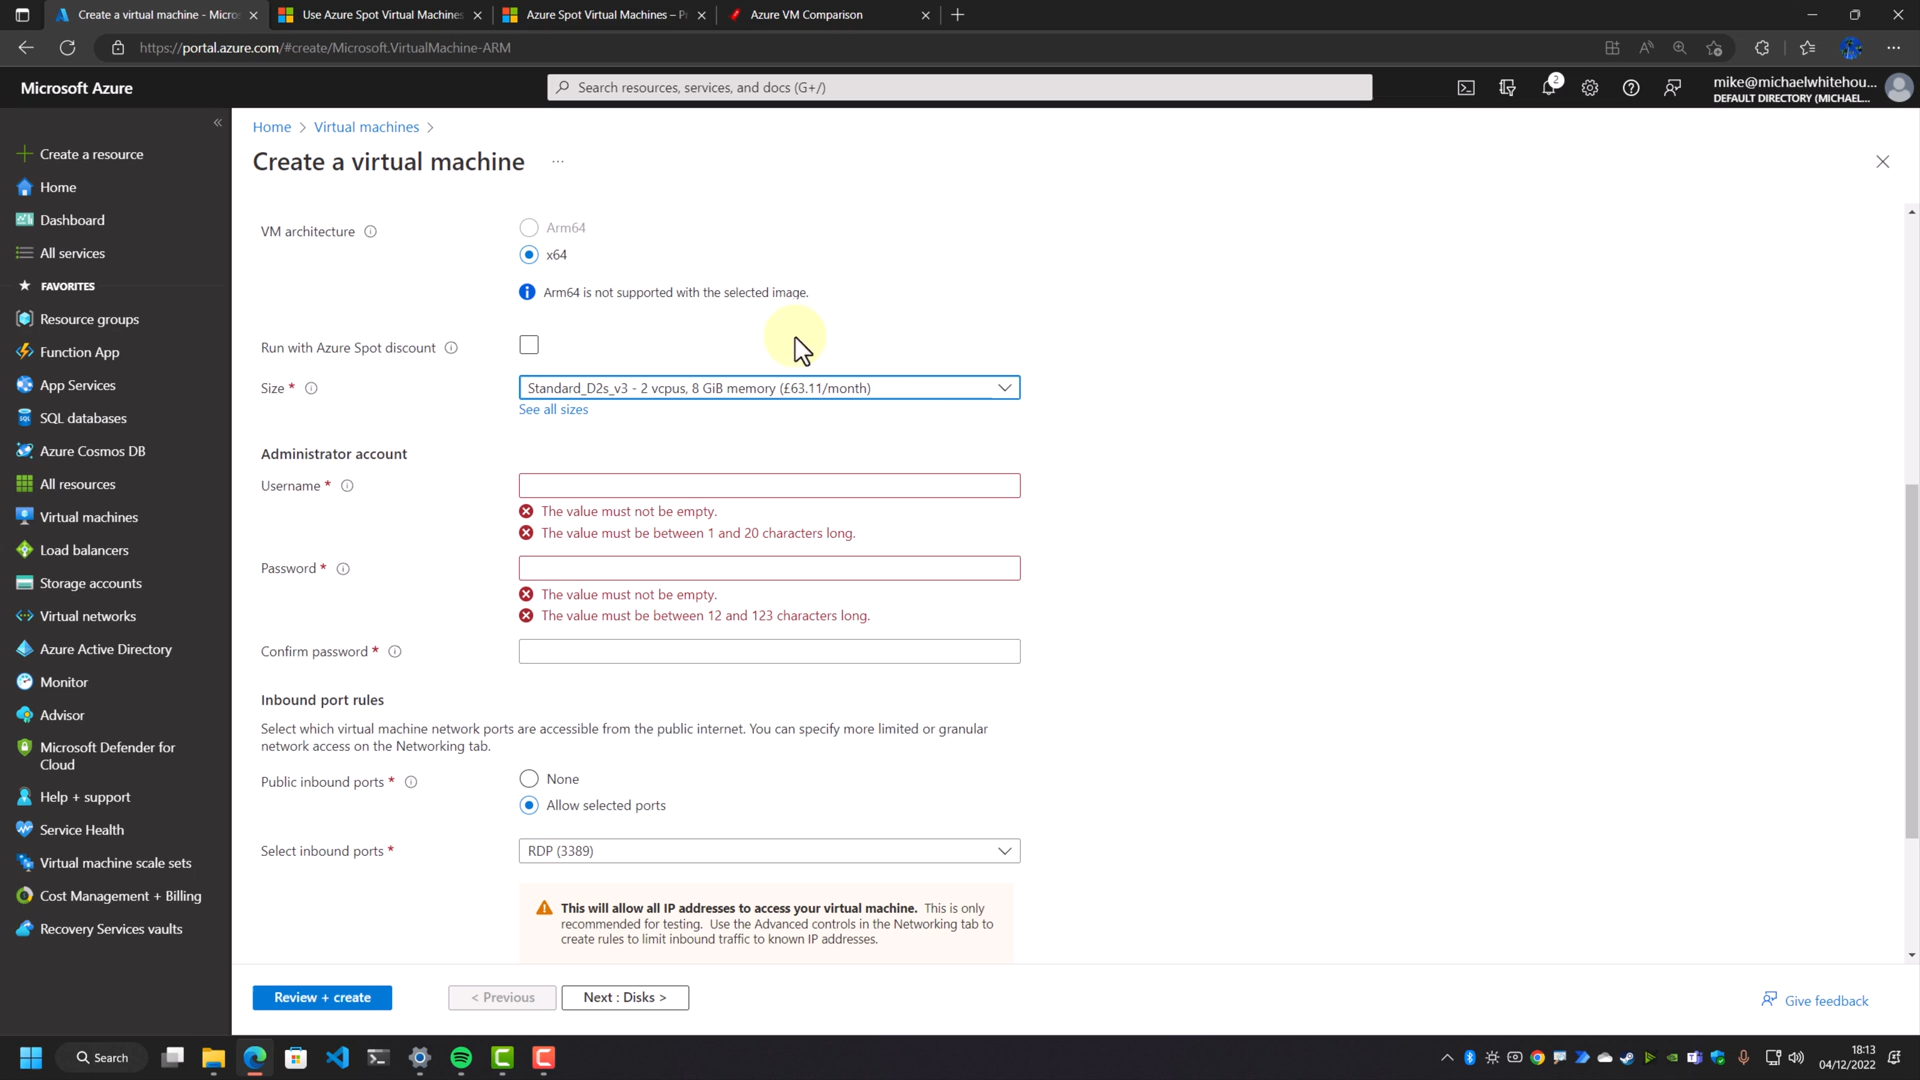 Create a virtual machine - Micros
Use Azure Spot Virtual Machines
Azure Spot Virtual Machines – P
Azure VM Comparison
https://portal.azure.com/#create/Microsoft.VirtualMachine-ARM
Microsoft Azure
Search resources, services, and docs (G+/)
2
mike@michaelwhitehou...
DEFAULT DIRECTORY (MICHAEL...
Create a resource
Home
Dashboard
All services
FAVORITES
Resource groups
Function App
App Services
SQL databases
Azure Cosmos DB
All resources
Virtual machines
Load balancers
Storage accounts
Virtual networks
Azure Active Directory
Monitor
Advisor
Microsoft Defender for
Cloud
Help + support
Service Health
Virtual machine scale sets
Cost Management + Billing
Recovery Services vaults
Home > Virtual machines >
Create a virtual machine ...
VM architecture
Arm64
x64
Arm64 is not supported with the selected image.
Run with Azure Spot discount
Size *
Standard_D2s_v3 - 2 vcpus, 8 GiB memory (£63.11/month)
See all sizes
Administrator account
Username *
The value must not be empty.
The value must be between 1 and 20 characters long.
Password *
The value must not be empty.
The value must be between 12 and 123 characters long.
Confirm password *
Inbound port rules
Select which virtual machine network ports are accessible from the public internet. You can specify more limited or granular
network access on the Networking tab.
Public inbound ports *
None
Allow selected ports
Select inbound ports *
RDP (3389)
This will allow all IP addresses to access your virtual machine. This is only
recommended for testing. Use the Advanced controls in the Networking tab to
create rules to limit inbound traffic to known IP addresses.
Review + create
< Previous
Next : Disks >
Give feedback
Search
18:13
04/12/2022